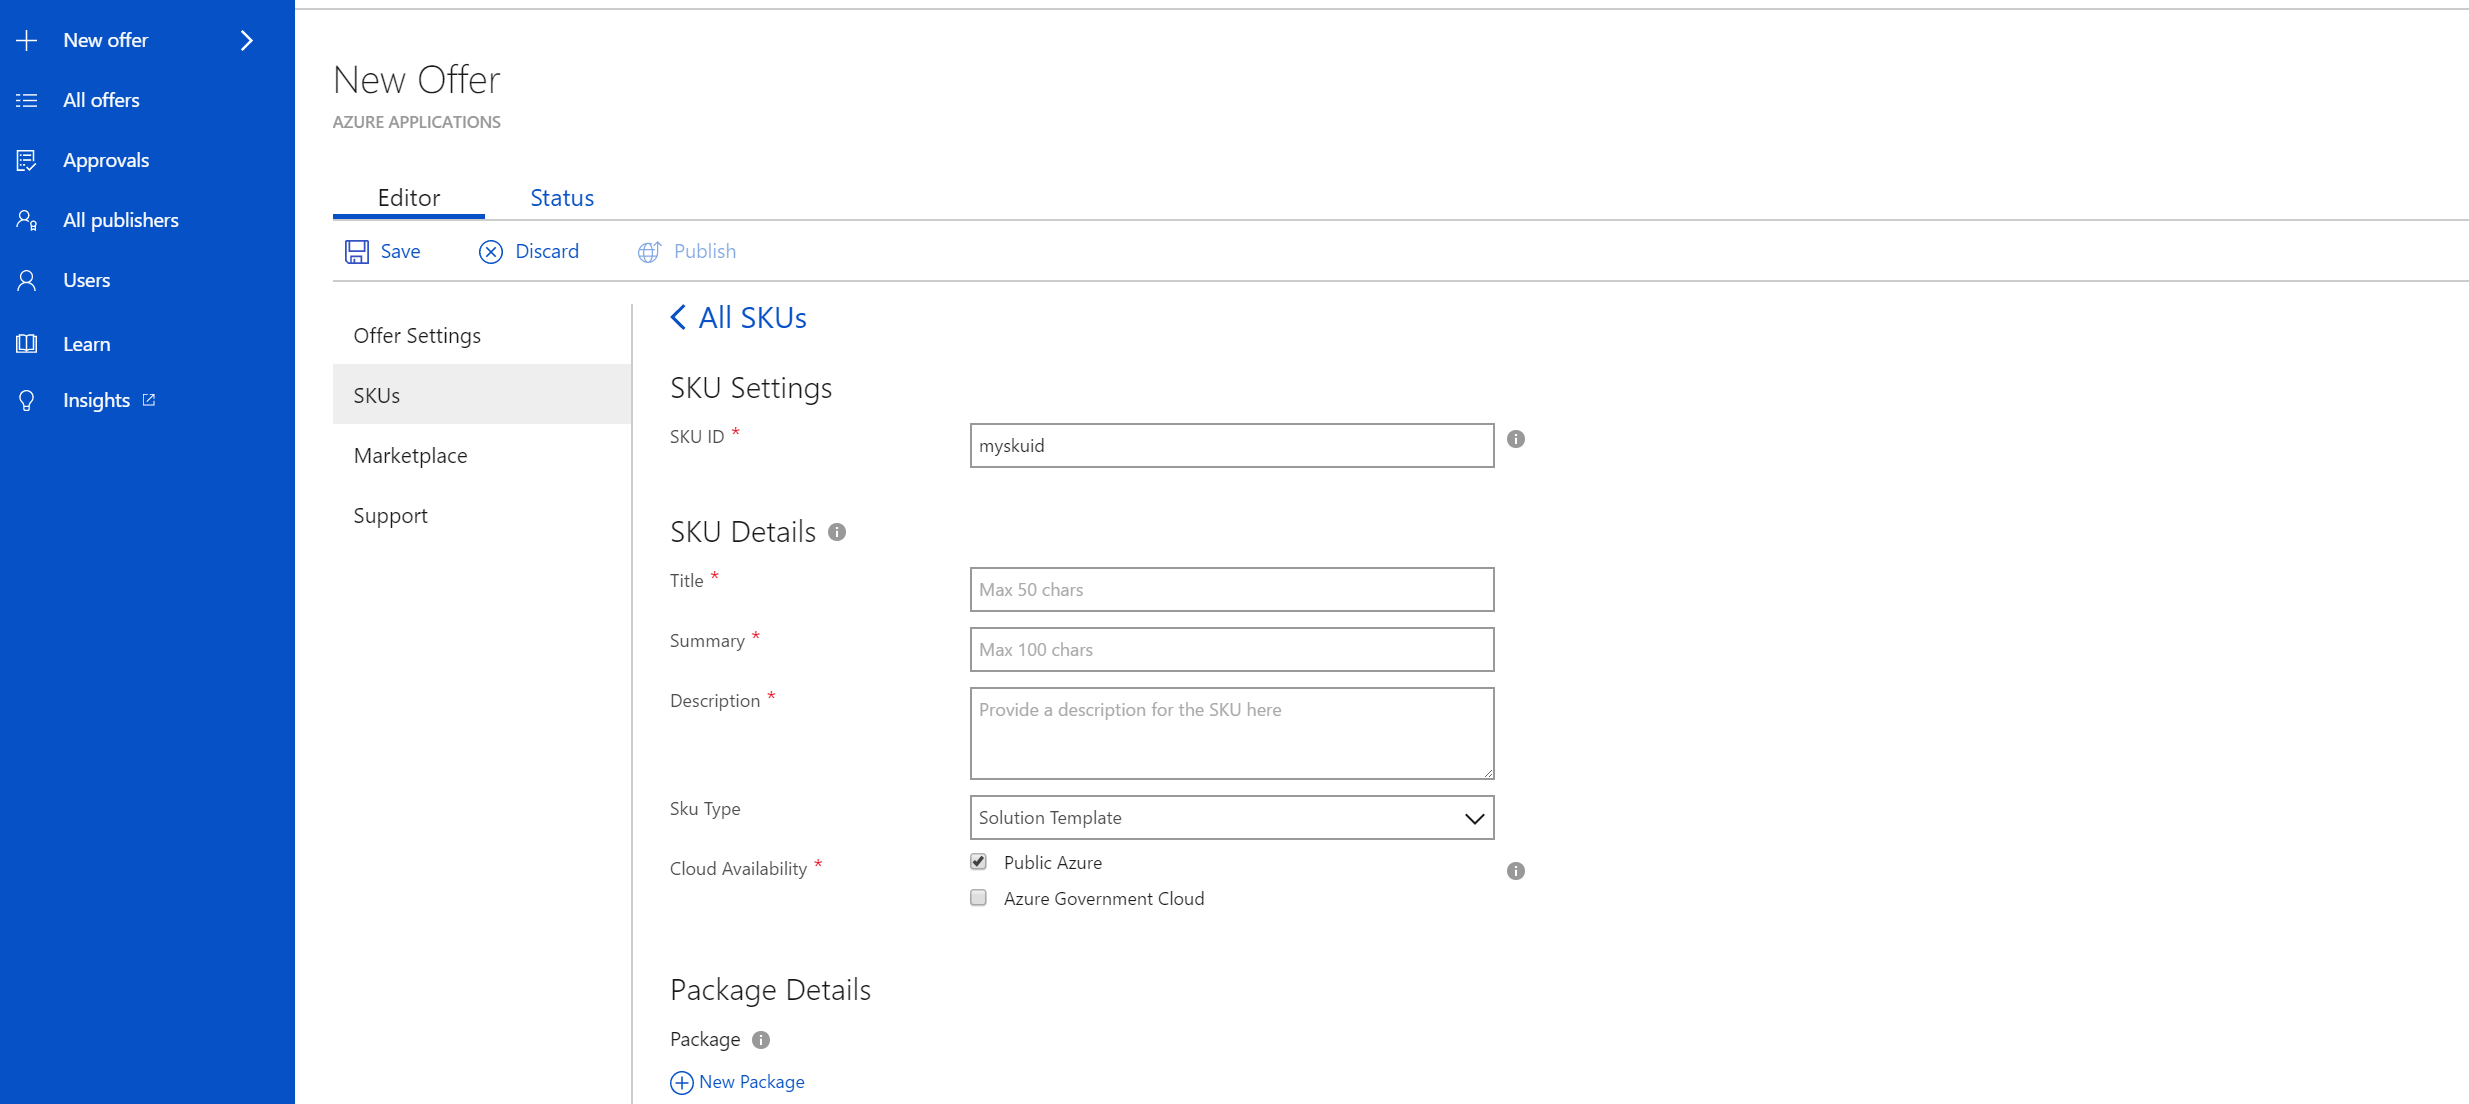 New offer
All offers
Approvals
All publishers
Users
Learn
Insights
New Offer
AZURE APPLICATIONS
Editor Status
Save Discard Publish
Offer Settings
SKUs
Marketplace
Support
All SKUs
SKU Settings
SKU ID *
myskuid
SKU Details
Title *
Max 50 chars
Summary *
Max 100 chars
Description *
Provide a description for the SKU here
Sku Type
Solution Template
Cloud Availability *
Public Azure
Azure Government Cloud
Package Details
Package
New Package